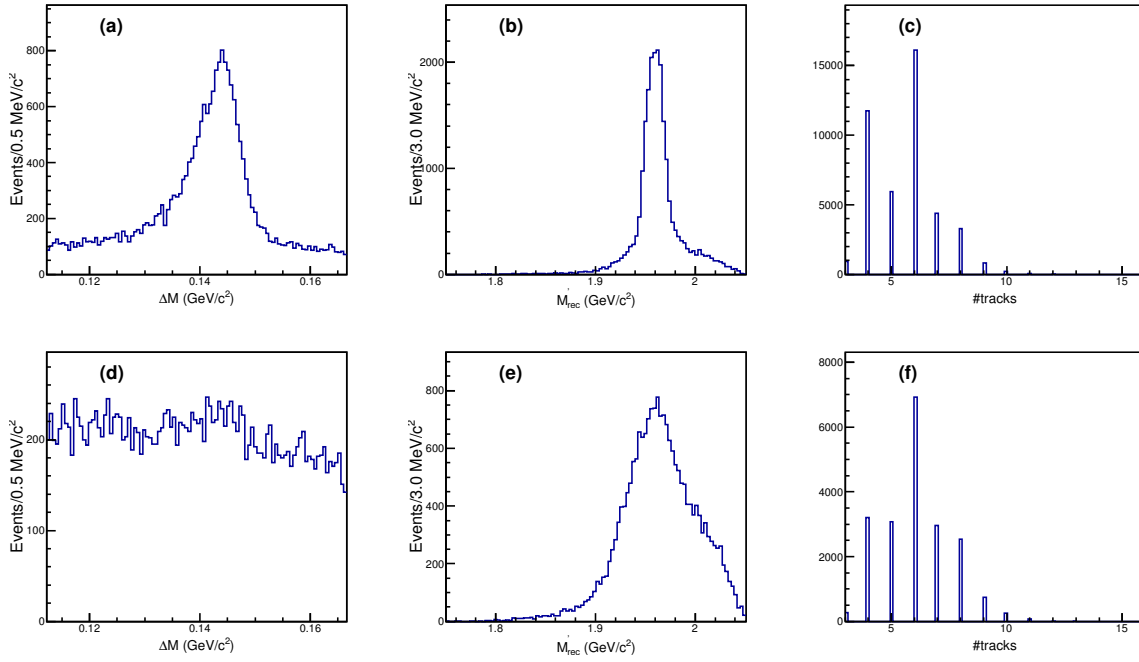 (a)
Events/0.5 MeV/c²
800
600
400
200
0
0.12 0.14 0.16
ΔM (GeV/c²)
(b)
Events/3.0 MeV/c²
2000
1000
0
1.8 1.9 2
M'rec (GeV/c²)
(c)
15000
10000
5000
0
5 10 15
#tracks
(d)
Events/0.5 MeV/c²
200
100
0
0.12 0.14 0.16
ΔM (GeV/c²)
(e)
Events/3.0 MeV/c²
800
600
400
200
0
1.8 1.9 2
M'rec (GeV/c²)
(f)
8000
6000
4000
2000
0
5 10 15
#tracks